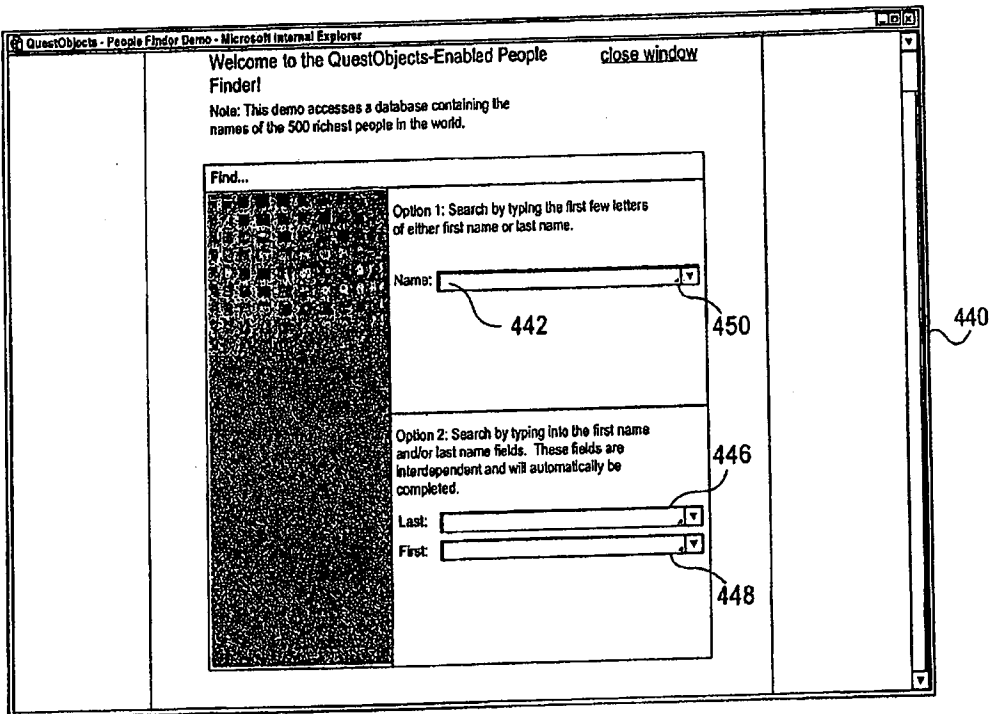 QuestObjects - People Finder Demo - Microsoft Internal Explorer
Welcome to the QuestObjects-Enabled People
close window
Finder!
Note: This demo accesses a database containing the
names of the 500 richest people in the world.
Find...
Option 1: Search by typing the first few letters
of either first name or last name.
Name:
442
450
440
Option 2: Search by typing into the first name
and/or last name fields. These fields are
interdependent and will automatically be
completed.
446
Last:
First:
448